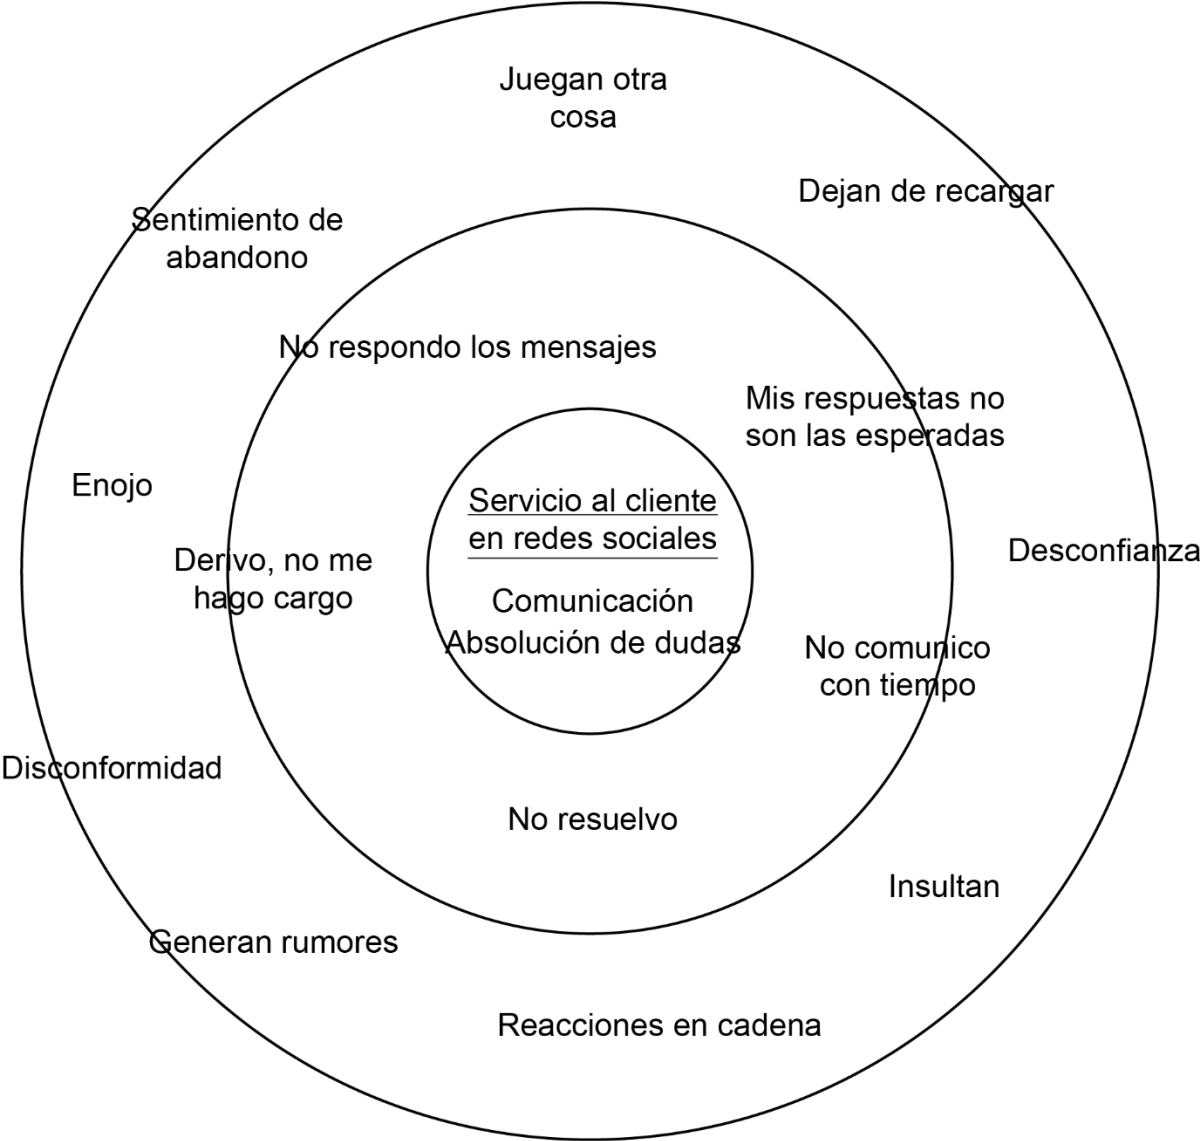 Juegan otra
cosa
Dejan de recargar
Sentimiento de
abandono
No respondo los mensajes
Mis respuestas no
son las esperadas
Enojo
Servicio al cliente
en redes sociales
Desconfianza
Derivo, no me
hago cargo
Comunicación
Absolución de dudas
No comunico
con tiempo
Disconformidad
No resuelvo
Insultan
Generan rumores
Reacciones en cadena